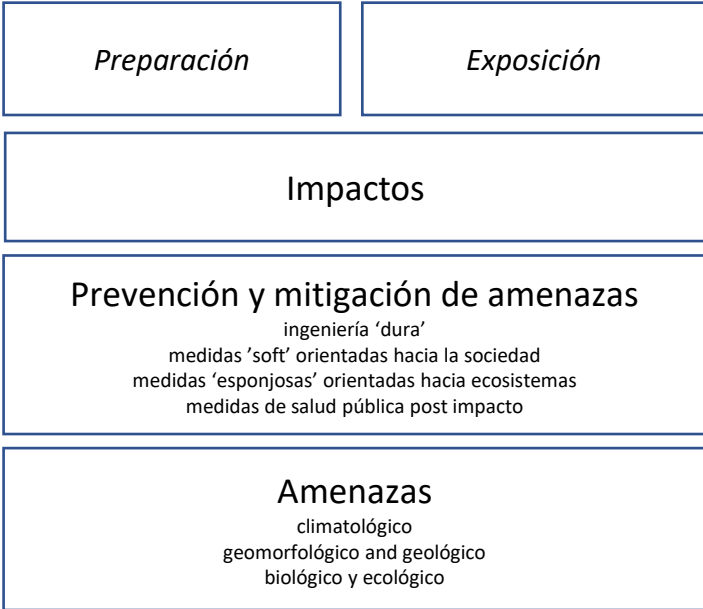 Preparación
Exposición
Impactos
Prevención y mitigación de amenazas
ingeniería ‘dura’
medidas ’soft’ orientadas hacia la sociedad
medidas ‘esponjosas’ orientadas hacia ecosistemas
medidas de salud pública post impacto
Amenazas
climatológico
geomorfológico and geológico
biológico y ecológico